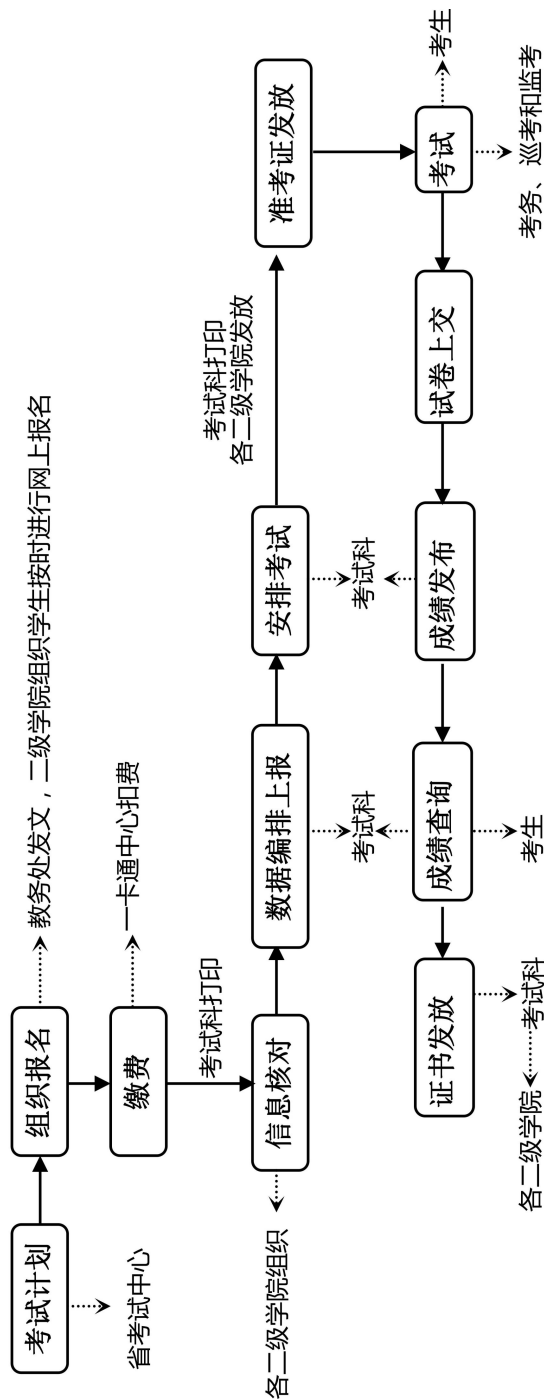 考试计划
省考试中心
组织报名
教务处发文，二级学院组织学生按时进行网上报名
缴费
一卡通中心扣费
考试科打印
信息核对
各二级学院组织
数据编排上报
考试科
安排考试
考试科
考试科打印
各二级学院发放
准考证发放
考试
考生
考务、巡考和监考
试卷上交
成绩发布
成绩查询
考生
证书发放
考试科
各二级学院